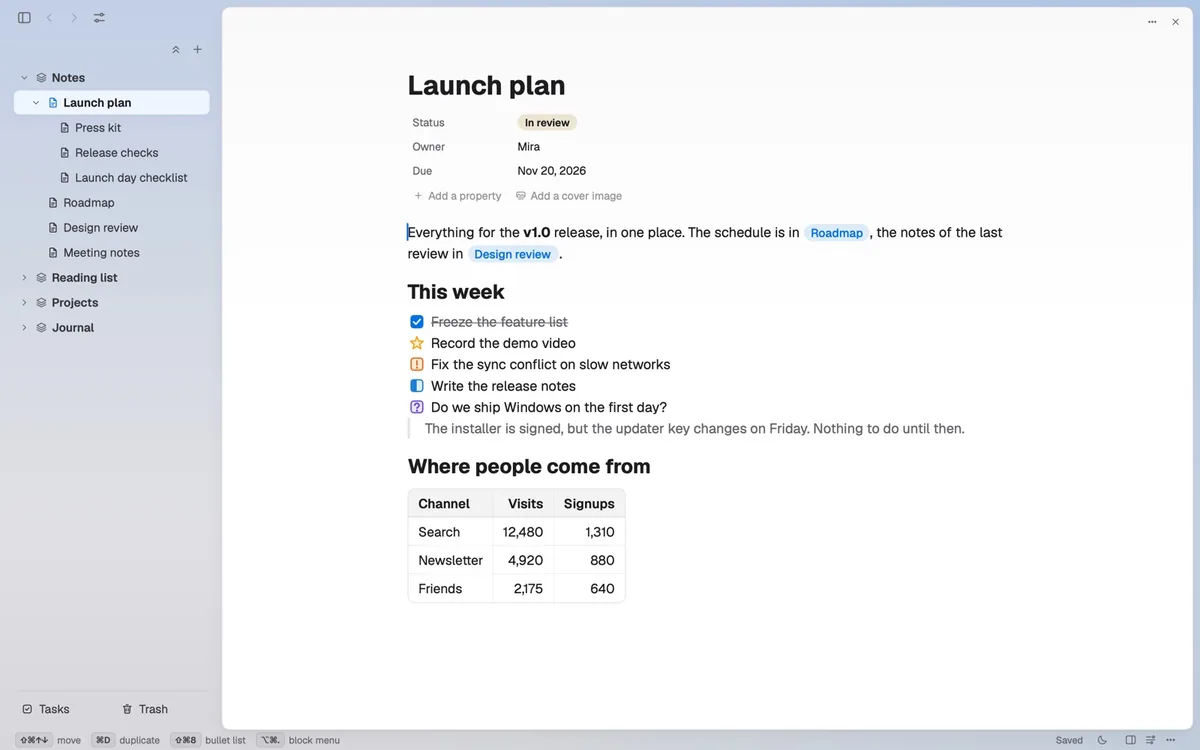 Notes
Launch plan
Press kit
Release checks
Launch day checklist
Roadmap
Design review
Meeting notes
Reading list
Projects
Journal
Tasks
Trash
Launch plan
Status In review
Owner Mira
Due Nov 20, 2026
+ Add a property Add a cover image
Everything for the v1.0 release, in one place. The schedule is in Roadmap, the notes of the last
review in Design review.
This week
Freeze the feature list
Record the demo video
Fix the sync conflict on slow networks
Write the release notes
Do we ship Windows on the first day?
The installer is signed, but the updater key changes on Friday. Nothing to do until then.
Where people come from
Channel Visits Signups
Search 12,480 1,310
Newsletter 4,920 880
Friends 2,175 640
⇧⌘↑↓ move ⌘D duplicate ⇧⌘8 bullet list ⌥⌘. block menu
Saved